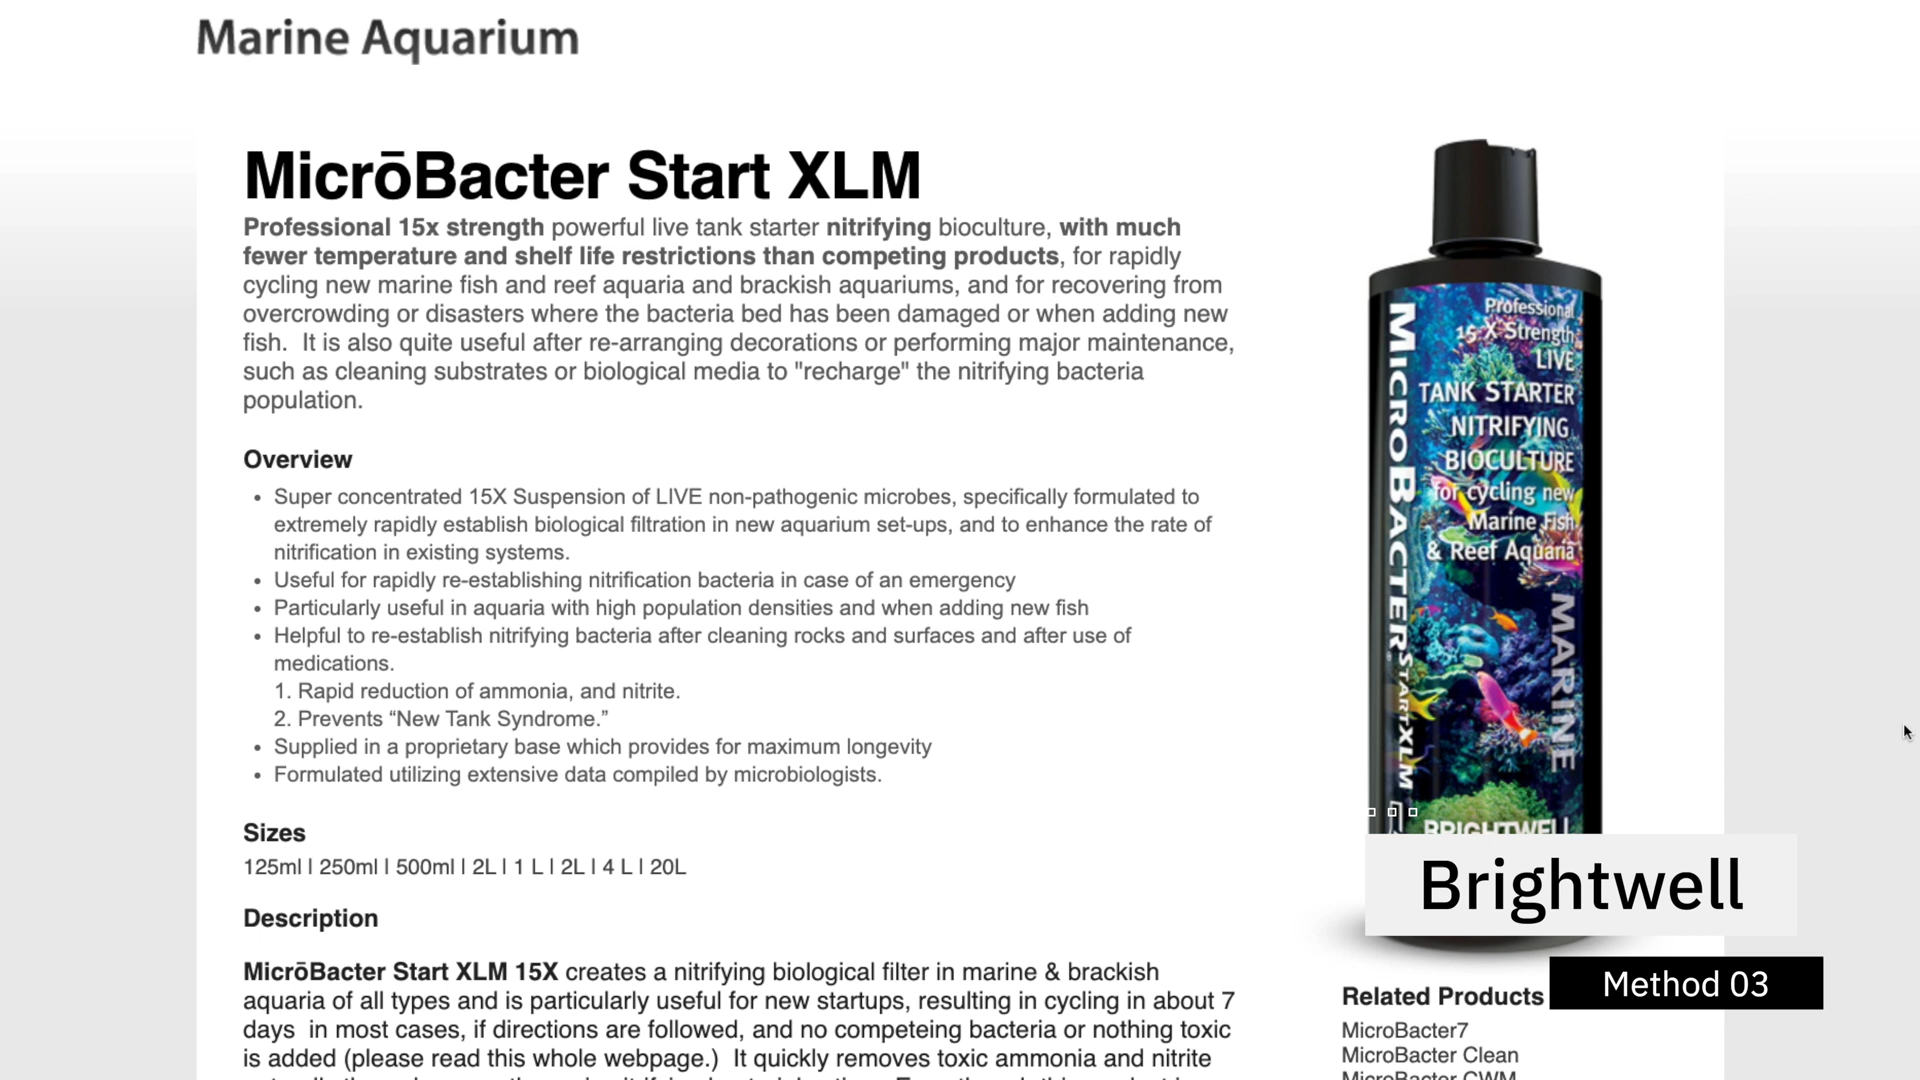 Marine Aquarium
MicrōBacter Start XLM
Professional 15x strength powerful live tank starter nitrifying bioculture, with much
fewer temperature and shelf life restrictions than competing products, for rapidly
cycling new marine fish and reef aquaria and brackish aquariums, and for recovering from
overcrowding or disasters where the bacteria bed has been damaged or when adding new
fish.  It is also quite useful after re-arranging decorations or performing major maintenance,
such as cleaning substrates or biological media to "recharge" the nitrifying bacteria
population.
Overview
• Super concentrated 15X Suspension of LIVE non-pathogenic microbes, specifically formulated to
extremely rapidly establish biological filtration in new aquarium set-ups, and to enhance the rate of
nitrification in existing systems.
• Useful for rapidly re-establishing nitrification bacteria in case of an emergency
• Particularly useful in aquaria with high population densities and when adding new fish
• Helpful to re-establish nitrifying bacteria after cleaning rocks and surfaces and after use of
medications.
1. Rapid reduction of ammonia, and nitrite.
2. Prevents “New Tank Syndrome.”
• Supplied in a proprietary base which provides for maximum longevity
• Formulated utilizing extensive data compiled by microbiologists.
Sizes
125ml | 250ml | 500ml | 2L | 1 L | 2L | 4 L | 20L
Description
MicrōBacter Start XLM 15X creates a nitrifying biological filter in marine & brackish
aquaria of all types and is particularly useful for new startups, resulting in cycling in about 7
days  in most cases, if directions are followed, and no competeing bacteria or nothing toxic
is added (please read this whole webpage.)  It quickly removes toxic ammonia and nitrite
Professional
15 X Strength
LIVE
TANK STARTER
NITRIFYING
BIOCULTURE
for cycling new
Marine Fish
& Reef Aquaria
MICROBACTER START XLM
MARINE
BRIGHTWELL
Brightwell
Method 03
Related Products
MicroBacter7
MicroBacter Clean
MicroBacter CWM